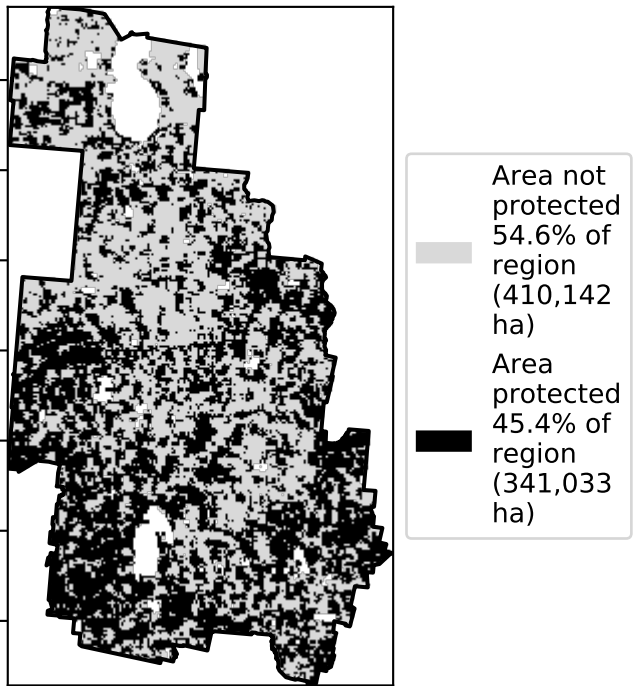 Area not
protected
54.6% of
region
(410,142
ha)
Area
protected
45.4% of
region
(341,033
ha)